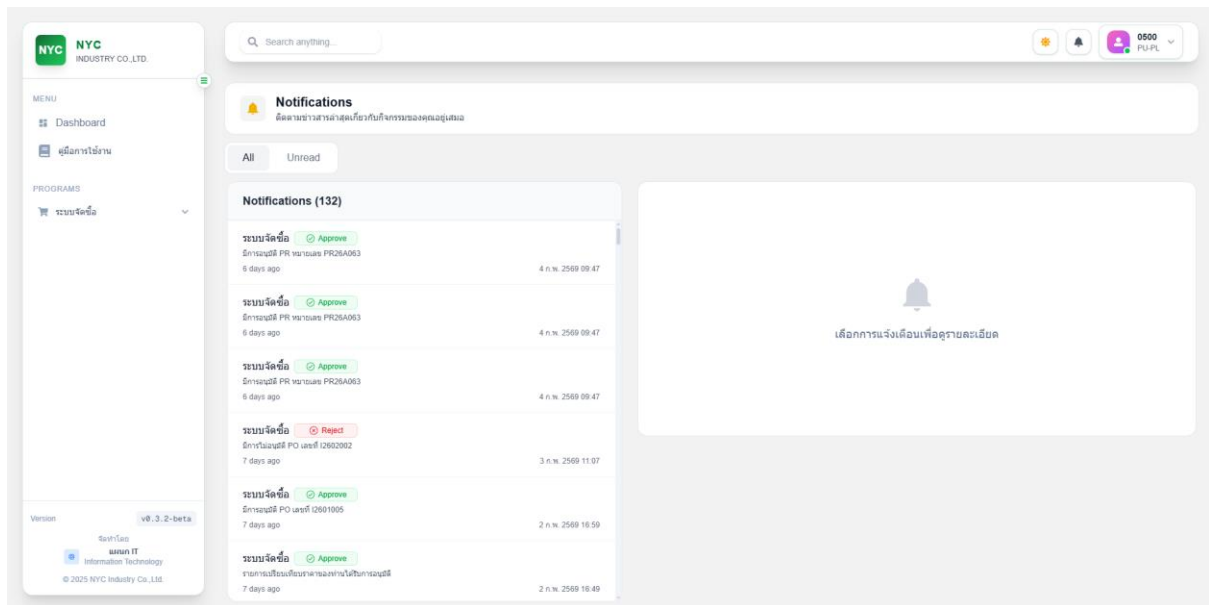 NYC
NYC
INDUSTRY CO.,LTD.
Search anything...
0500
PU-PL
MENU
Dashboard
คู่มือการใช้งาน
PROGRAMS
ระบบจัดซื้อ
Notifications
ติดตามข่าวสารล่าสุดเกี่ยวกับกิจกรรมของคุณอยู่เสมอ
All Unread
Notifications (132)
ระบบจัดซื้อ Approve
มีการอนุมัติ PR หมายเลข PR26A063
6 days ago 4 ก.พ. 2569 09:47
ระบบจัดซื้อ Approve
มีการอนุมัติ PR หมายเลข PR26A063
6 days ago 4 ก.พ. 2569 09:47
ระบบจัดซื้อ Approve
มีการอนุมัติ PR หมายเลข PR26A063
6 days ago 4 ก.พ. 2569 09:47
ระบบจัดซื้อ Reject
มีการไม่อนุมัติ PO เลขที่ I2602002
7 days ago 3 ก.พ. 2569 11:07
ระบบจัดซื้อ Approve
มีการอนุมัติ PO เลขที่ I2601005
7 days ago 2 ก.พ. 2569 16:59
ระบบจัดซื้อ Approve
รายการเปรียบเทียบราคาของท่านได้รับการอนุมัติ
7 days ago 2 ก.พ. 2569 16:49
เลือกการแจ้งเตือนเพื่อดูรายละเอียด
Version v0.3.2-beta
จัดทำโดย
แผนก IT
Information Technology
© 2025 NYC Industry Co.,Ltd.